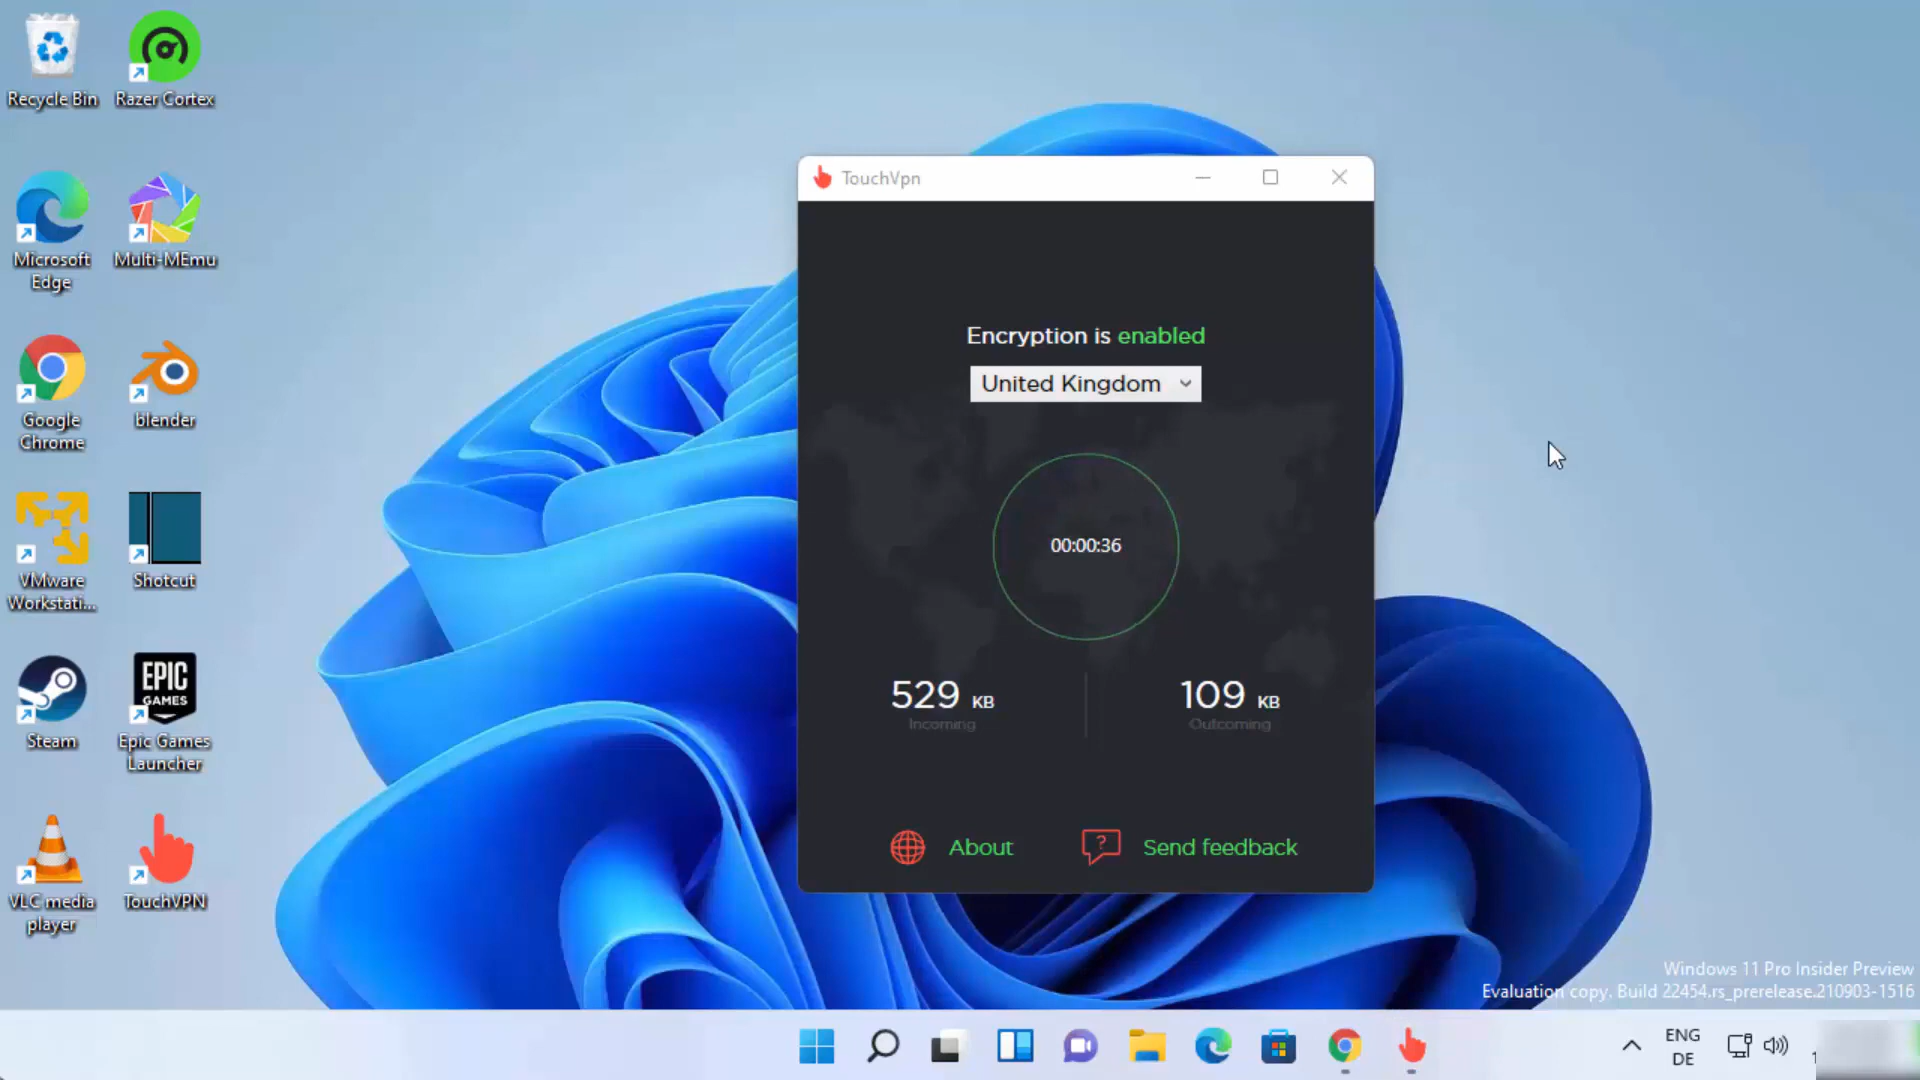 Recycle Bin
Razer Cortex
Microsoft
Edge
Multi-MEmu
Google
Chrome
blender
VMware
Workstati...
Shotcut
Steam
EPIC
GAMES
Epic Games
Launcher
VLC media
player
TouchVPN
TouchVpn
Encryption is enabled
United Kingdom
00:00:36
529 KB
Incoming
109 KB
Outcoming
About
?
Send feedback
Windows 11 Pro Insider Preview
Evaluation copy. Build 22454.rs_prerelease.210903-1516
ENG
DE